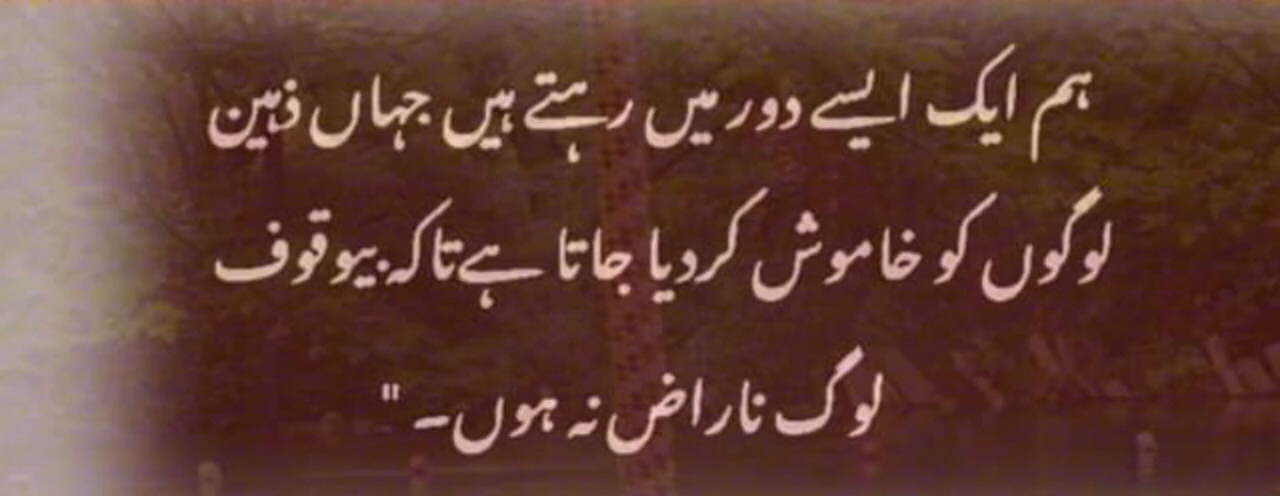 ہم ایک ایسے دور میں رہتے ہیں جہاں ذہین
لوگوں کو خاموش کردیا جاتا ہے تاکہ بیوقوف
لوگ ناراض نہ ہوں۔ "